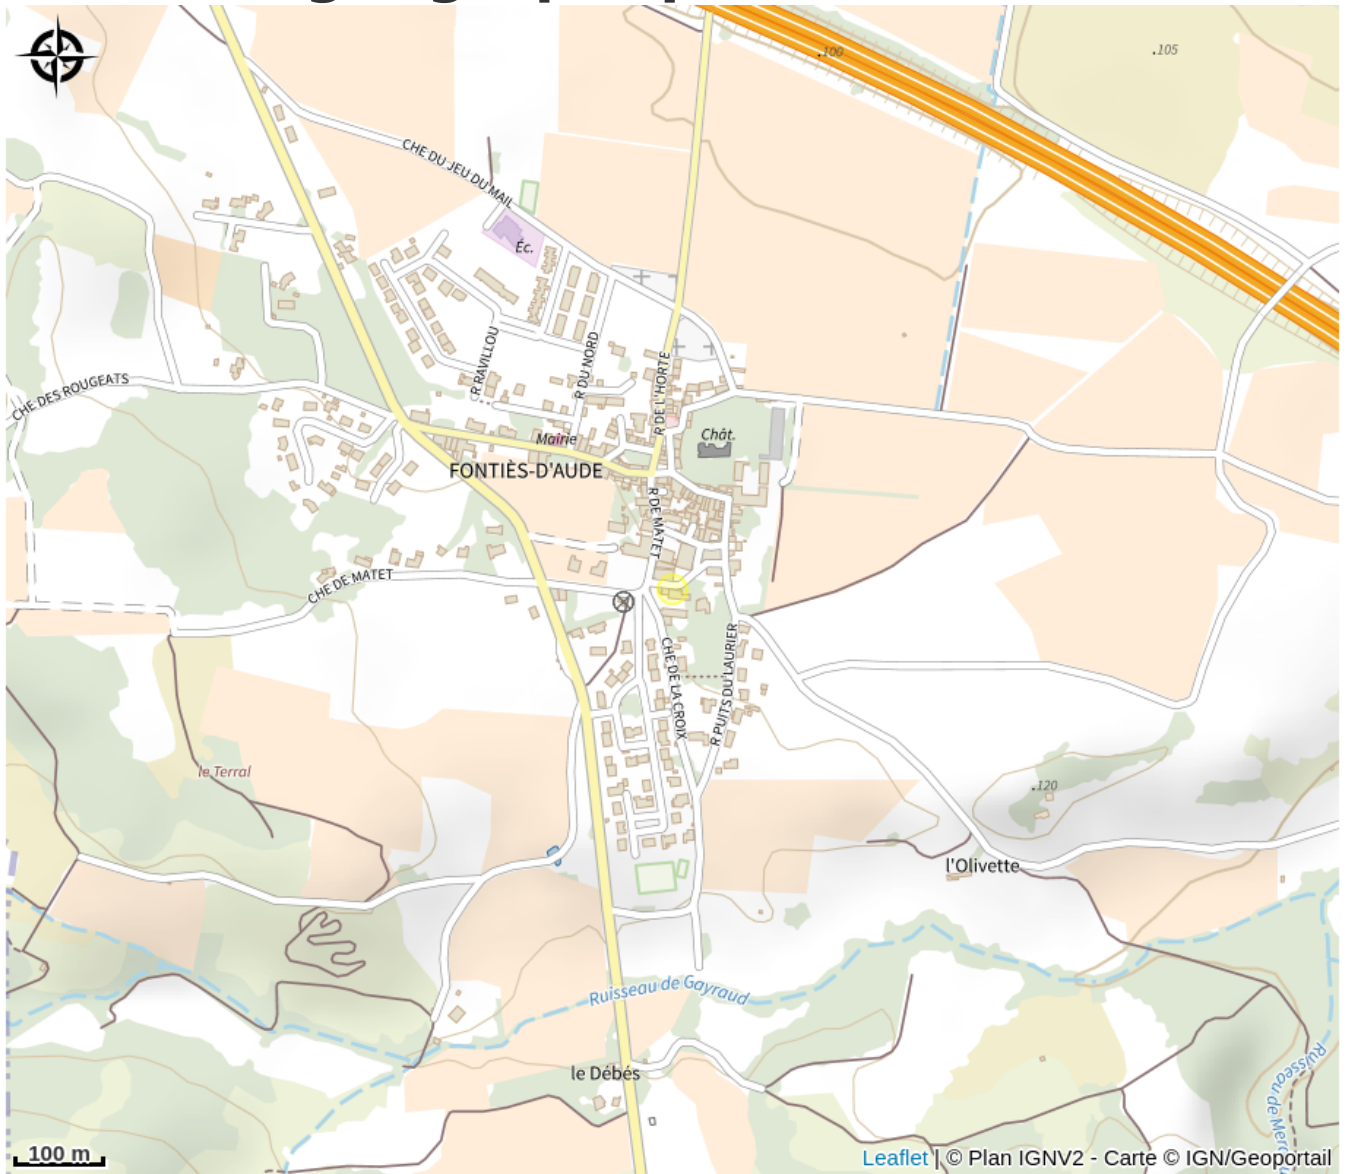 .100
.105
CHE DU JEU DU MAIL
Éc.
R RAVILLOU
R DU NORD
R DE L'HORTE
CHE DES ROUGEATS
Mairie
Chât.
FONTIÈS-D'AUDE
R DE MATET
CHE DE MATET
CHE DE LA CROIX
R PUITS DU LAURIER
le Terral
.120
l'Olivette
Ruisseau de Gayraud
le Débés
100 m
Leaflet | © Plan IGNV2 - Carte © IGN/Geoportail